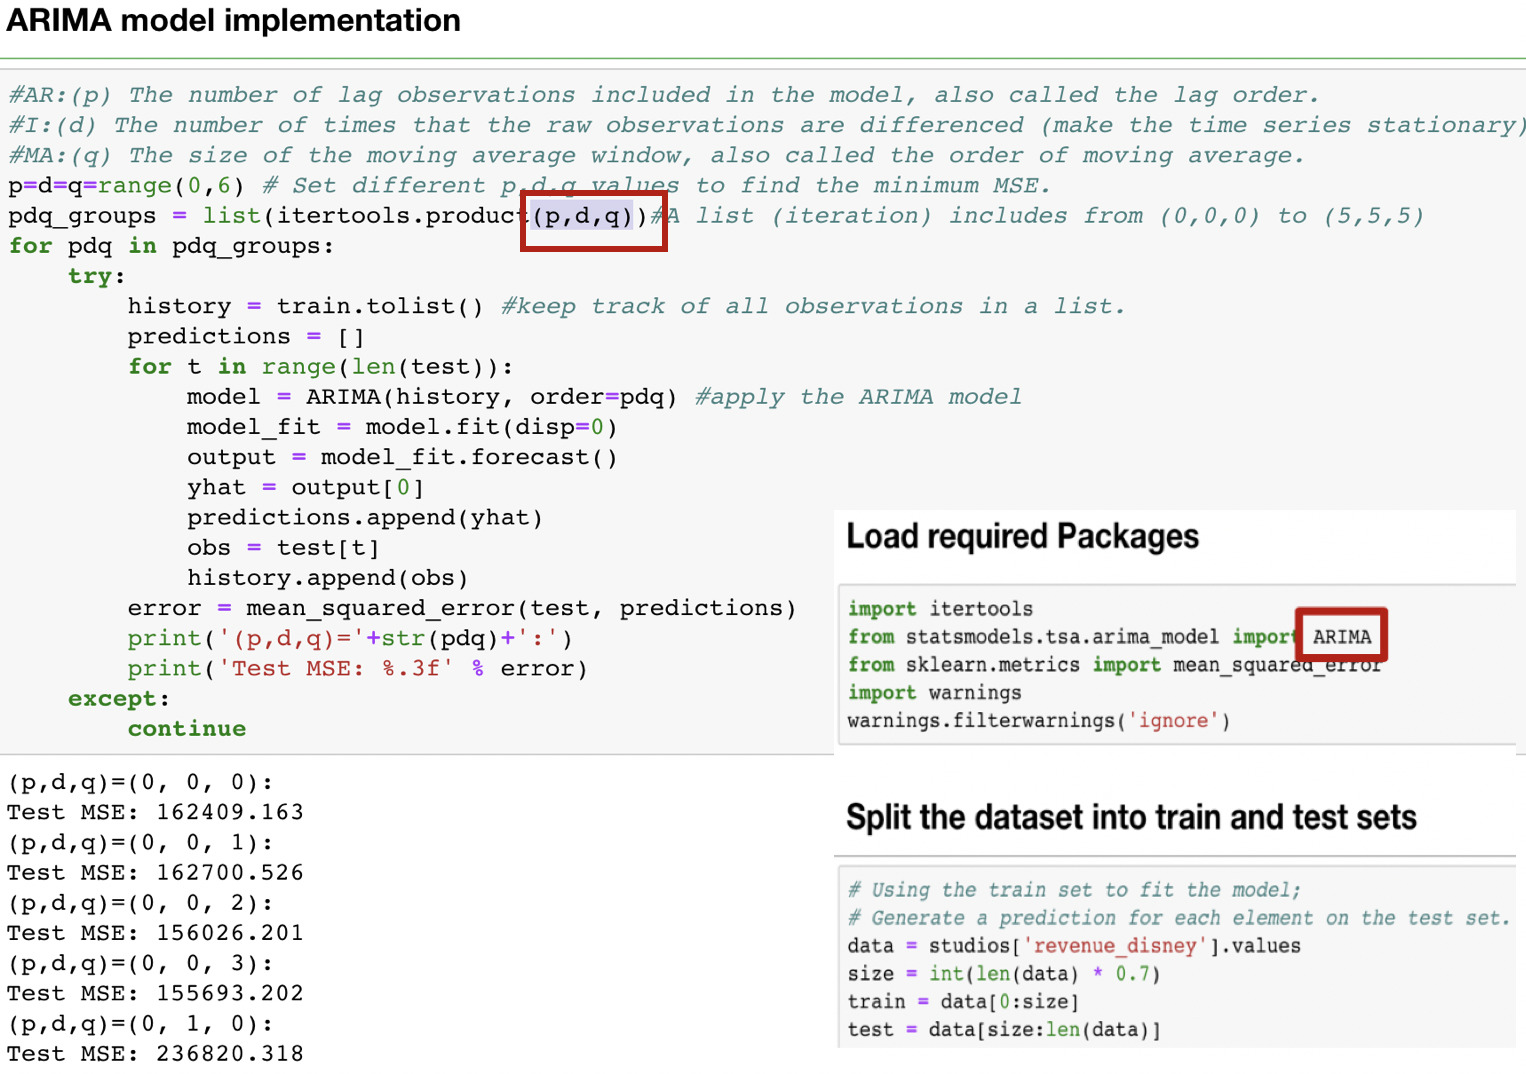 ARIMA model implementation
#AR:(p) The number of lag observations included in the model, also called the lag order.
#I:(d) The number of times that the raw observations are differenced (make the time series stationary)
#MA:(q) The size of the moving average window, also called the order of moving average.
p=d=q=range(0,6) # Set different p,d,q values to find the minimum MSE.
pdq_groups = list(itertools.product(p,d,q))#A list (iteration) includes from (0,0,0) to (5,5,5)
for pdq in pdq_groups:
    try:
        history = train.tolist() #keep track of all observations in a list.
        predictions = []
        for t in range(len(test)):
            model = ARIMA(history, order=pdq) #apply the ARIMA model
            model_fit = model.fit(disp=0)
            output = model_fit.forecast()
            yhat = output[0]
            predictions.append(yhat)
            obs = test[t]
            history.append(obs)
        error = mean_squared_error(test, predictions)
        print('(p,d,q)='+str(pdq)+':')
        print('Test MSE: %.3f' % error)
    except:
        continue
(p,d,q)=(0, 0, 0):
Test MSE: 162409.163
(p,d,q)=(0, 0, 1):
Test MSE: 162700.526
(p,d,q)=(0, 0, 2):
Test MSE: 156026.201
(p,d,q)=(0, 0, 3):
Test MSE: 155693.202
(p,d,q)=(0, 1, 0):
Test MSE: 236820.318
Load required Packages
import itertools
from statsmodels.tsa.arima_model import ARIMA
from sklearn.metrics import mean_squared_error
import warnings
warnings.filterwarnings('ignore')
Split the dataset into train and test sets
# Using the train set to fit the model;
# Generate a prediction for each element on the test set.
data = studios['revenue_disney'].values
size = int(len(data) * 0.7)
train = data[0:size]
test = data[size:len(data)]